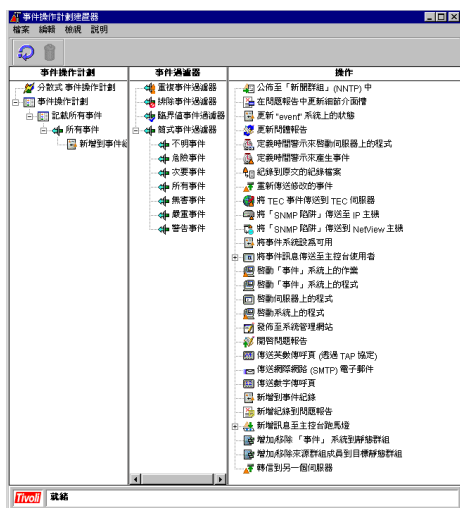 事件操作計劃建置器
檔案 編輯 檢視 說明
事件操作計劃
分散式事件操作計劃
事件操作計劃
記載所有事件
所有事件
新增到事件紀
事件過濾器
重複事件過濾器
排除事件過濾器
臨界值事件過濾器
簡式事件過濾器
不明事件
危險事件
次要事件
所有事件
無害事件
嚴重事件
警告事件
操作
公佈至「新聞群組」(NNTP) 中
在問題報告中更新細節介面檔
更新 "event" 系統上的狀態
更新問題報告
定義時間警示來啟動伺服器上的程式
定義時間警示來產生事件
紀錄到原文的紀錄檔案
重新傳送修改的事件
將 TEC 事件傳送到 TEC 伺服器
將「SNMP 陷阱」傳送至 IP 主機
將「SNMP 陷阱」傳送到 NetView 主機
將事件系統設為可用
將事件訊息傳送至主控台使用者
啟動「事件」系統上的作業
啟動「事件」系統上的程式
啟動伺服器上的程式
啟動系統上的程式
發佈至系統管理網站
開啟問題報告
傳送英數傳呼頁 (透過 TAP 協定)
傳送網際網路 (SMTP) 電子郵件
傳送數字傳呼頁
新增到事件紀錄
新增紀錄到問題報告
新增訊息至主控台跑馬燈
增加/移除「事件」系統到靜態群組
增加/移除來源群組成員到目標靜態群組
轉信到另一個伺服器
Tivoli 就緒